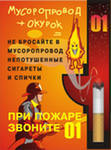 МУСОРОПРОВОД
→ ОКУРОК
01
НЕ БРОСАЙТЕ В
МУСОРОПРОВОД
НЕПОТУШЕННЫЕ
СИГАРЕТЫ
И СПИЧКИ
ПРИ ПОЖАРЕ
ЗВОНИТЕ 01